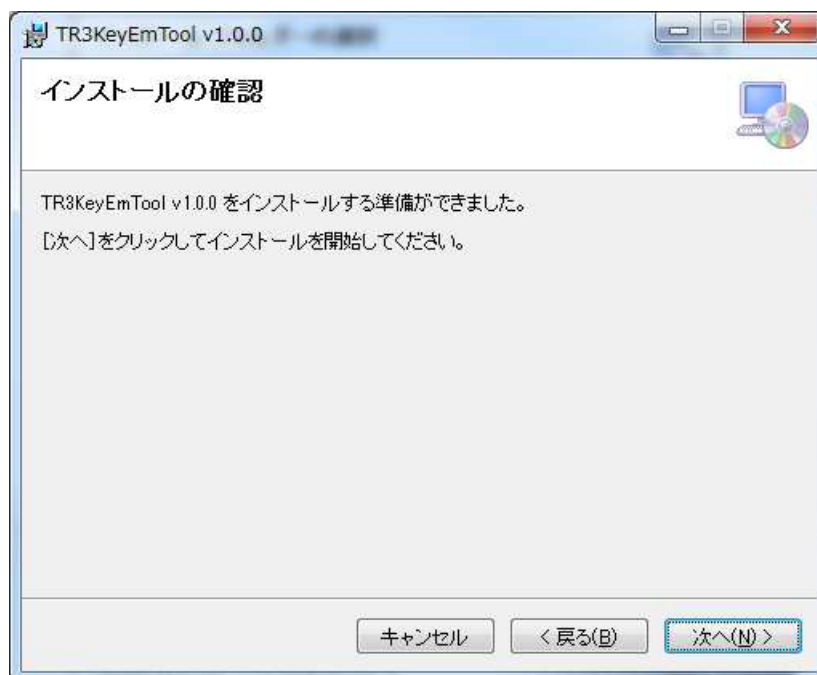 TR3KeyEmTool v1.0.0
インストールの確認
TR3KeyEmTool v1.0.0 をインストールする準備ができました。
[次へ]をクリックしてインストールを開始してください。
キャンセル
< 戻る(B)
次へ(N) >